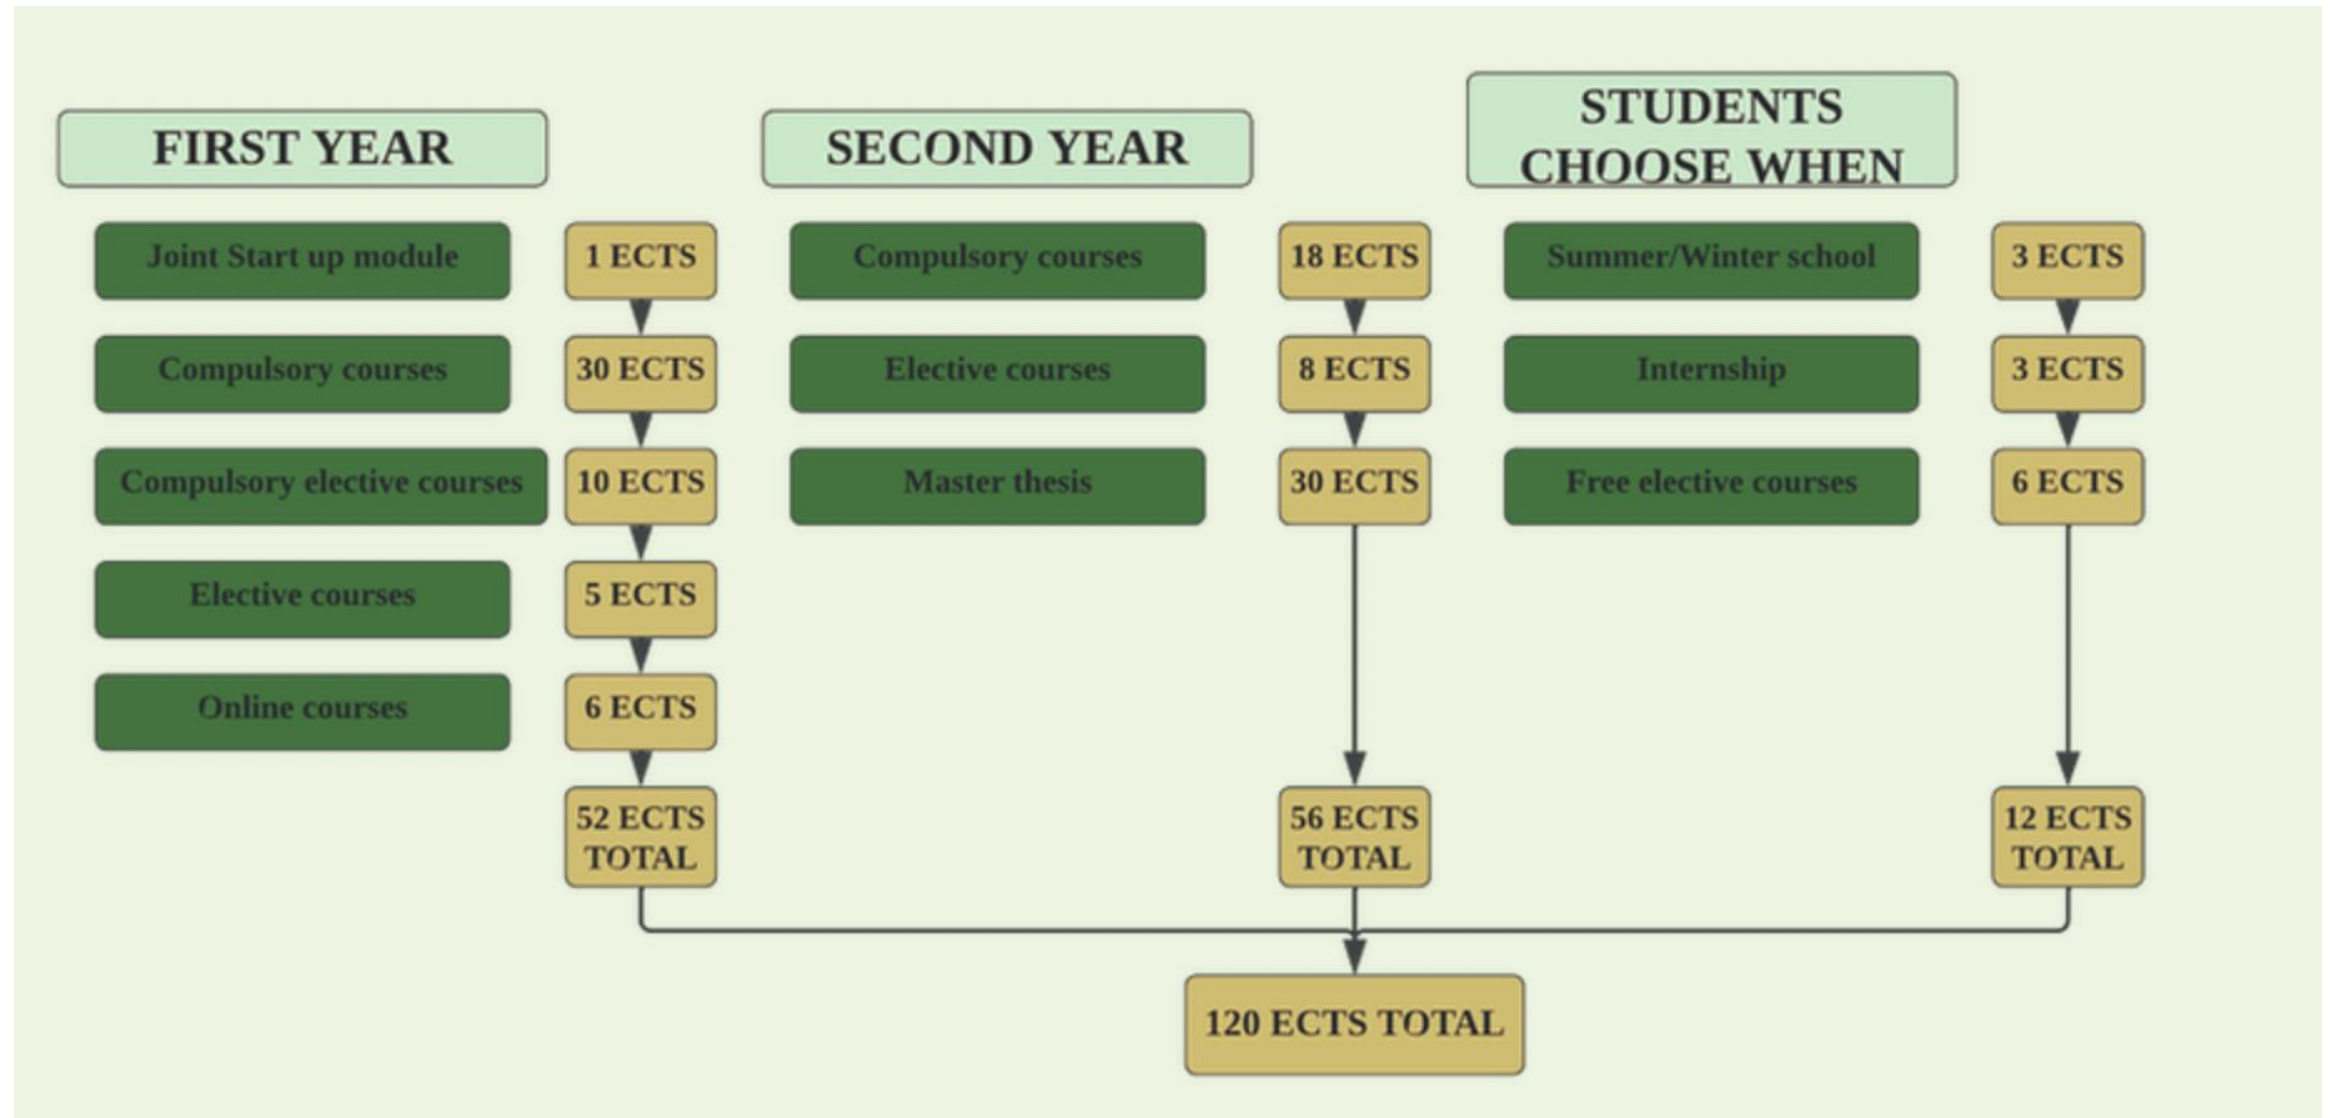 FIRST YEAR
Joint Start up module
1 ECTS
Compulsory courses
30 ECTS
Compulsory elective courses
10 ECTS
Elective courses
5 ECTS
Online courses
6 ECTS
52 ECTS
TOTAL
SECOND YEAR
Compulsory courses
18 ECTS
Elective courses
8 ECTS
Master thesis
30 ECTS
56 ECTS
TOTAL
STUDENTS
CHOOSE WHEN
Summer/Winter school
3 ECTS
Internship
3 ECTS
Free elective courses
6 ECTS
12 ECTS
TOTAL
120 ECTS TOTAL